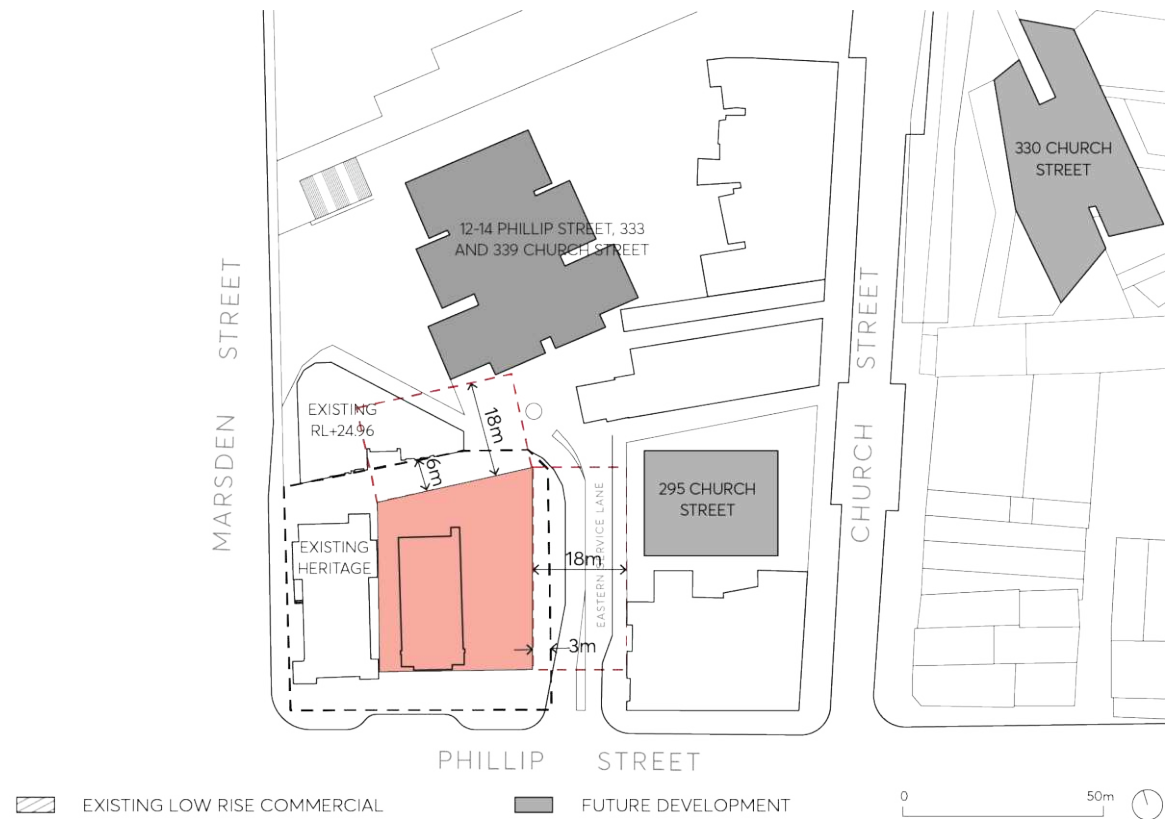 330 CHURCH
STREET
12-14 PHILLIP STREET, 333
AND 339 CHURCH STREET
MARSDEN STREET
CHURCH STREET
EXISTING
RL+24.96
18m
6m
295 CHURCH
STREET
EXISTING
HERITAGE
EASTERN SERVICE LANE
18m
3m
PHILLIP STREET
EXISTING LOW RISE COMMERCIAL
FUTURE DEVELOPMENT
0
50m